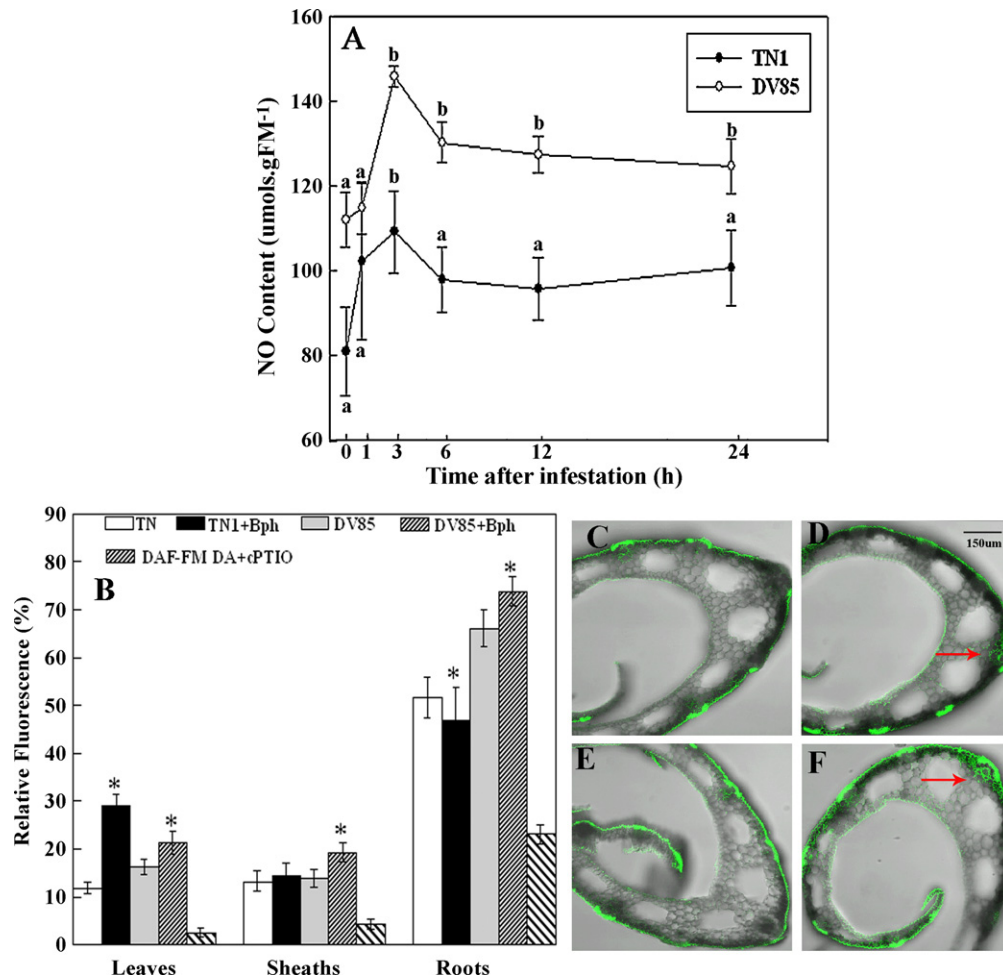 A
TN1
DV85
NO Content (umols.gFM-1)
160
140
120
100
80
60
a
a
b
b
b
b
a
a
b
a
a
a
0 1 3 6 12 24
Time after infestation (h)
B
TN TN1+Bph DV85 DV85+Bph
DAF-FM DA+cPTIO
Relative Fluorescence (%)
90
80
70
60
50
40
30
20
10
0
*
*
*
*
*
Leaves Sheaths Roots
C
D
150um
E
F